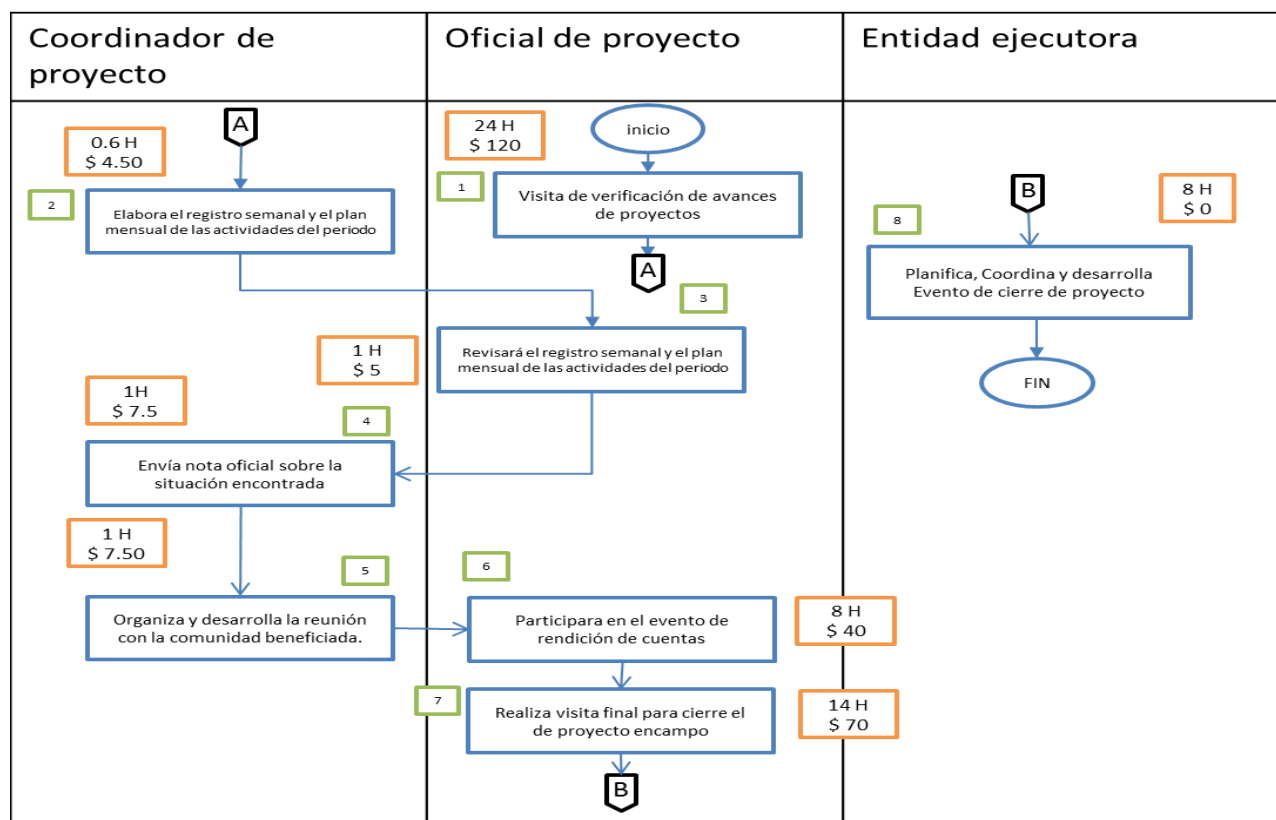 Coordinador de
proyecto
Oficial de proyecto
Entidad ejecutora
A
0.6 H
$ 4.50
2
Elabora el registro semanal y el plan
mensual de las actividades del periodo
24 H
$ 120
inicio
1
Visita de verificación de avances
de proyectos
A
3
1 H
$ 5
Revisará el registro semanal y el plan
mensual de las actividades del periodo
1H
$ 7.5
4
Envía nota oficial sobre la
situación encontrada
1 H
$ 7.50
5
Organiza y desarrolla la reunión
con la comunidad beneficiada.
6
Participara en el evento de
rendición de cuentas
8 H
$ 40
7
Realiza visita final para cierre el
de proyecto encampo
14 H
$ 70
B
B
8 H
$ 0
8
Planifica, Coordina y desarrolla
Evento de cierre de proyecto
FIN